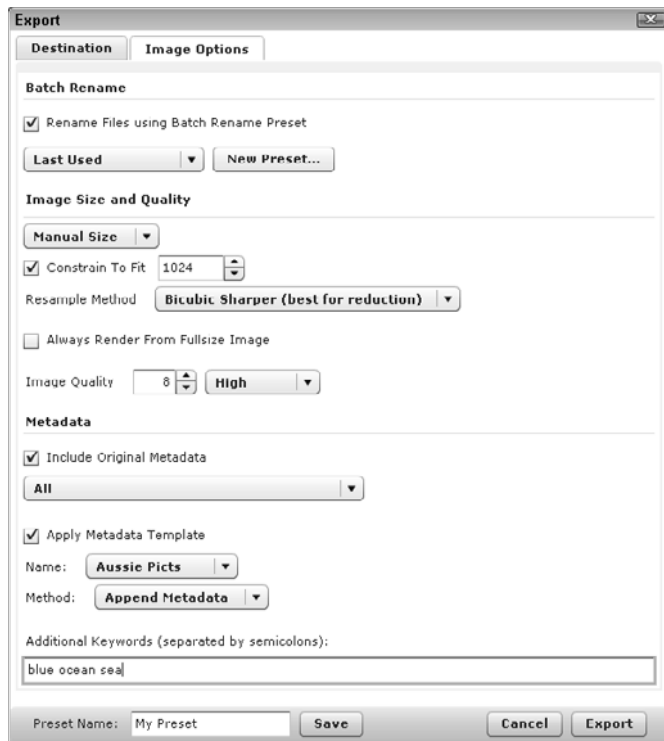 Export
Destination Image Options
Batch Rename
Rename Files using Batch Rename Preset
Last Used New Preset...
Image Size and Quality
Manual Size
Constrain To Fit 1024
Resample Method Bicubic Sharper (best for reduction)
Always Render From Fullsize Image
Image Quality 8 High
Metadata
Include Original Metadata
All
Apply Metadata Template
Name: Aussie Picts
Method: Append Metadata
Additional Keywords (separated by semicolons):
blue ocean sea
Preset Name: My Preset Save Cancel Export